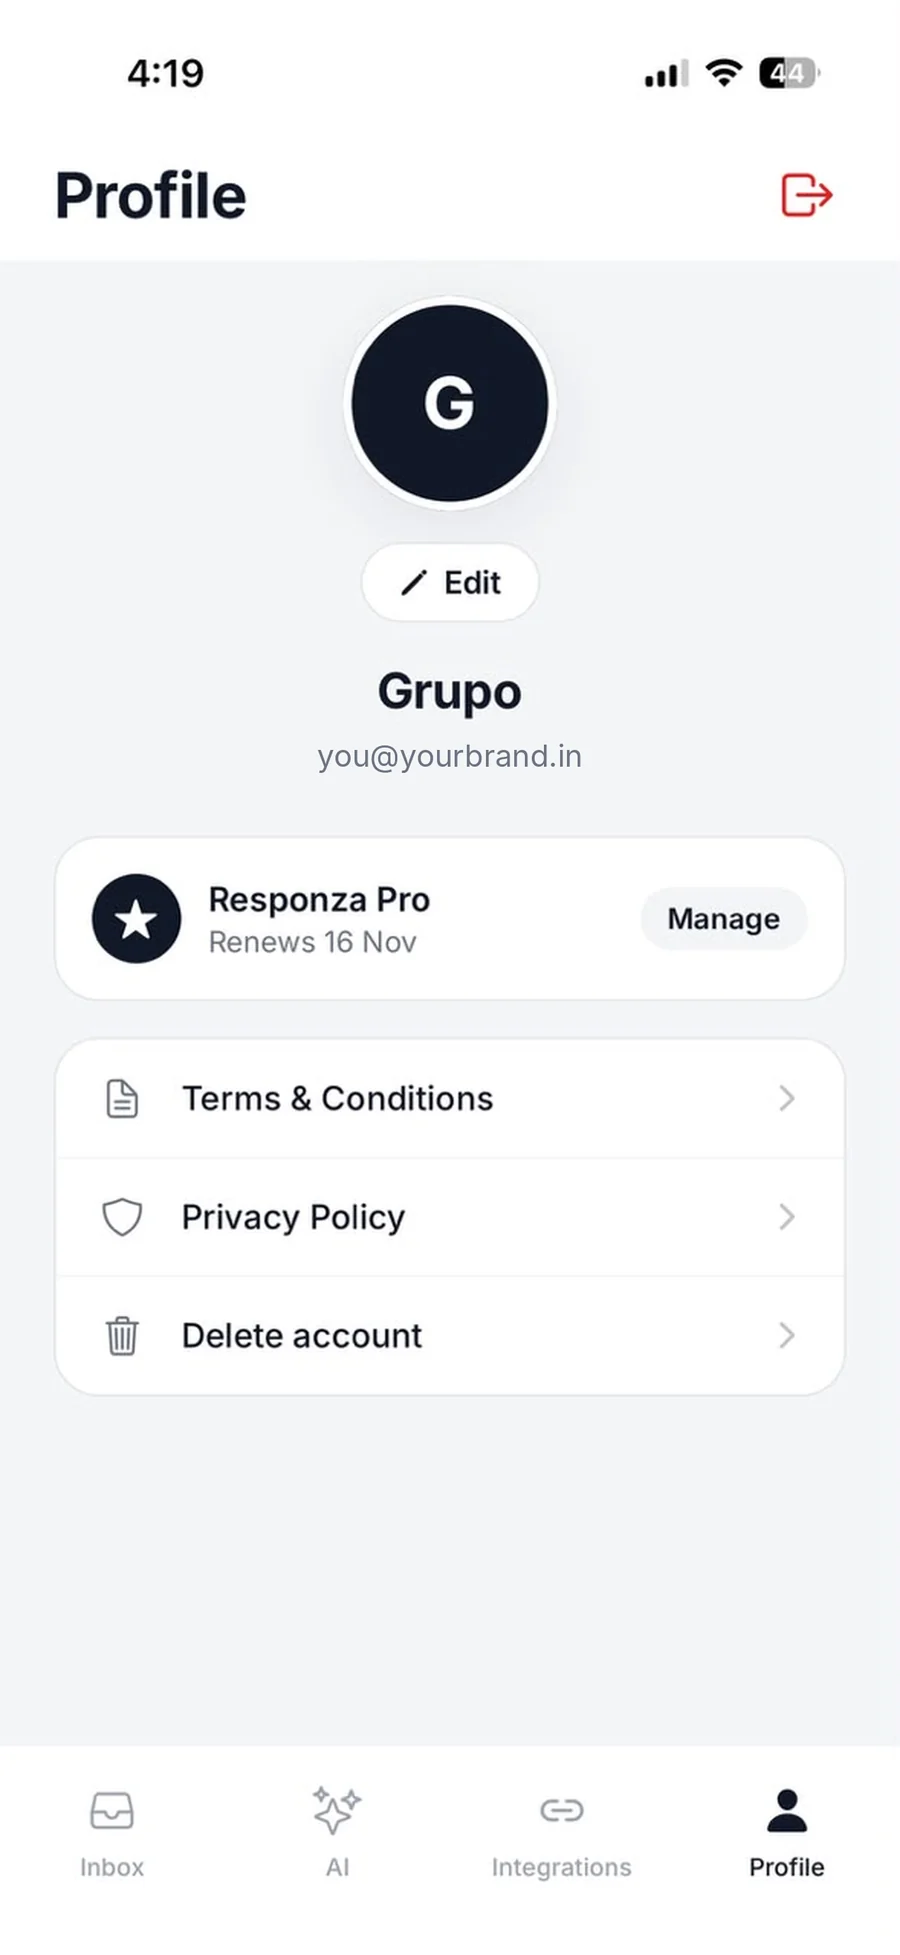 4:19
44
Profile
G
Edit
Grupo
you@yourbrand.in
Responza Pro
Renews 16 Nov
Manage
Terms & Conditions
Privacy Policy
Delete account
Inbox
AI
Integrations
Profile